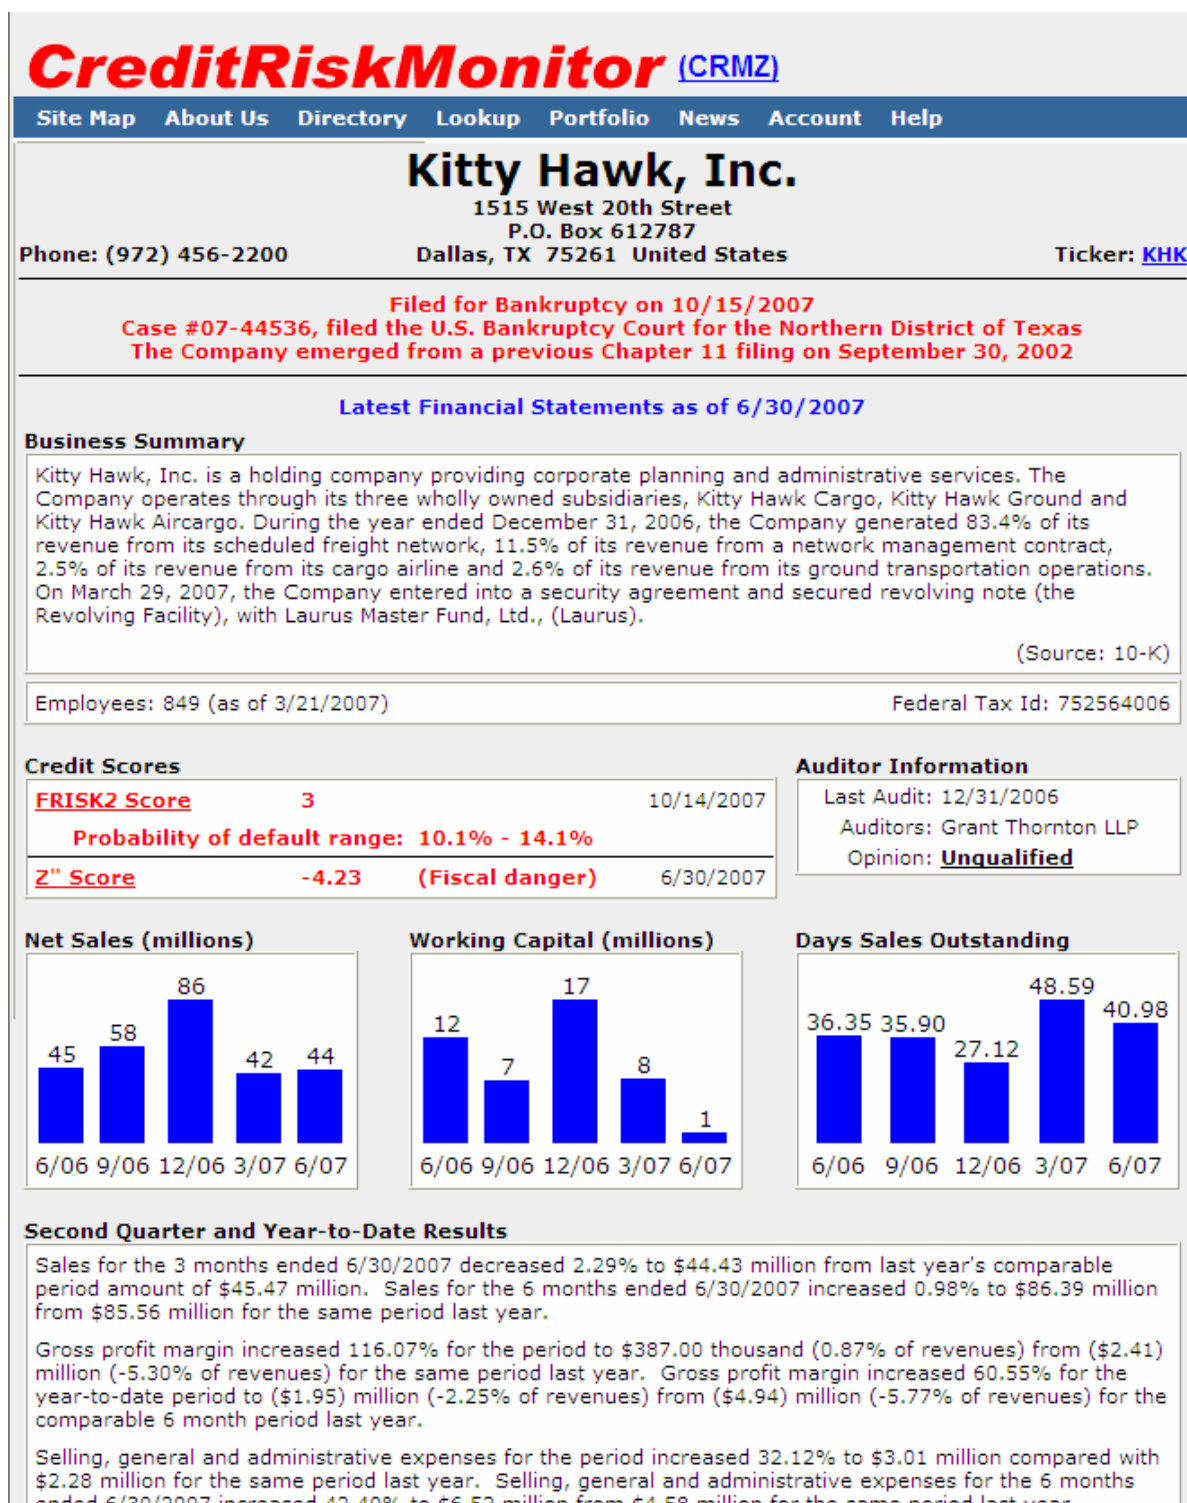 CreditRiskMonitor (CRMZ)
Site Map About Us Directory Lookup Portfolio News Account Help
Kitty Hawk, Inc.
1515 West 20th Street
P.O. Box 612787
Phone: (972) 456-2200 Dallas, TX 75261 United States Ticker: KHK
Filed for Bankruptcy on 10/15/2007
Case #07-44536, filed the U.S. Bankruptcy Court for the Northern District of Texas
The Company emerged from a previous Chapter 11 filing on September 30, 2002
Latest Financial Statements as of 6/30/2007
Business Summary
Kitty Hawk, Inc. is a holding company providing corporate planning and administrative services. The
Company operates through its three wholly owned subsidiaries, Kitty Hawk Cargo, Kitty Hawk Ground and
Kitty Hawk Aircargo. During the year ended December 31, 2006, the Company generated 83.4% of its
revenue from its scheduled freight network, 11.5% of its revenue from a network management contract,
2.5% of its revenue from its cargo airline and 2.6% of its revenue from its ground transportation operations.
On March 29, 2007, the Company entered into a security agreement and secured revolving note (the
Revolving Facility), with Laurus Master Fund, Ltd., (Laurus).
(Source: 10-K)
Employees: 849 (as of 3/21/2007) Federal Tax Id: 752564006
Credit Scores
FRISK2 Score 3 10/14/2007
Probability of default range: 10.1% - 14.1%
Z" Score -4.23 (Fiscal danger) 6/30/2007
Auditor Information
Last Audit: 12/31/2006
Auditors: Grant Thornton LLP
Opinion: Unqualified
Net Sales (millions)
45 58 86 42 44
6/06 9/06 12/06 3/07 6/07
Working Capital (millions)
12 7 17 8 1
6/06 9/06 12/06 3/07 6/07
Days Sales Outstanding
36.35 35.90 27.12 48.59 40.98
6/06 9/06 12/06 3/07 6/07
Second Quarter and Year-to-Date Results
Sales for the 3 months ended 6/30/2007 decreased 2.29% to $44.43 million from last year's comparable
period amount of $45.47 million. Sales for the 6 months ended 6/30/2007 increased 0.98% to $86.39 million
from $85.56 million for the same period last year.
Gross profit margin increased 116.07% for the period to $387.00 thousand (0.87% of revenues) from ($2.41)
million (-5.30% of revenues) for the same period last year. Gross profit margin increased 60.55% for the
year-to-date period to ($1.95) million (-2.25% of revenues) from ($4.94) million (-5.77% of revenues) for the
comparable 6 month period last year.
Selling, general and administrative expenses for the period increased 32.12% to $3.01 million compared with
$2.28 million for the same period last year. Selling, general and administrative expenses for the 6 months
ended 6/30/2007 increased 42.40% to $6.52 million from $4.58 million for the same period last year.